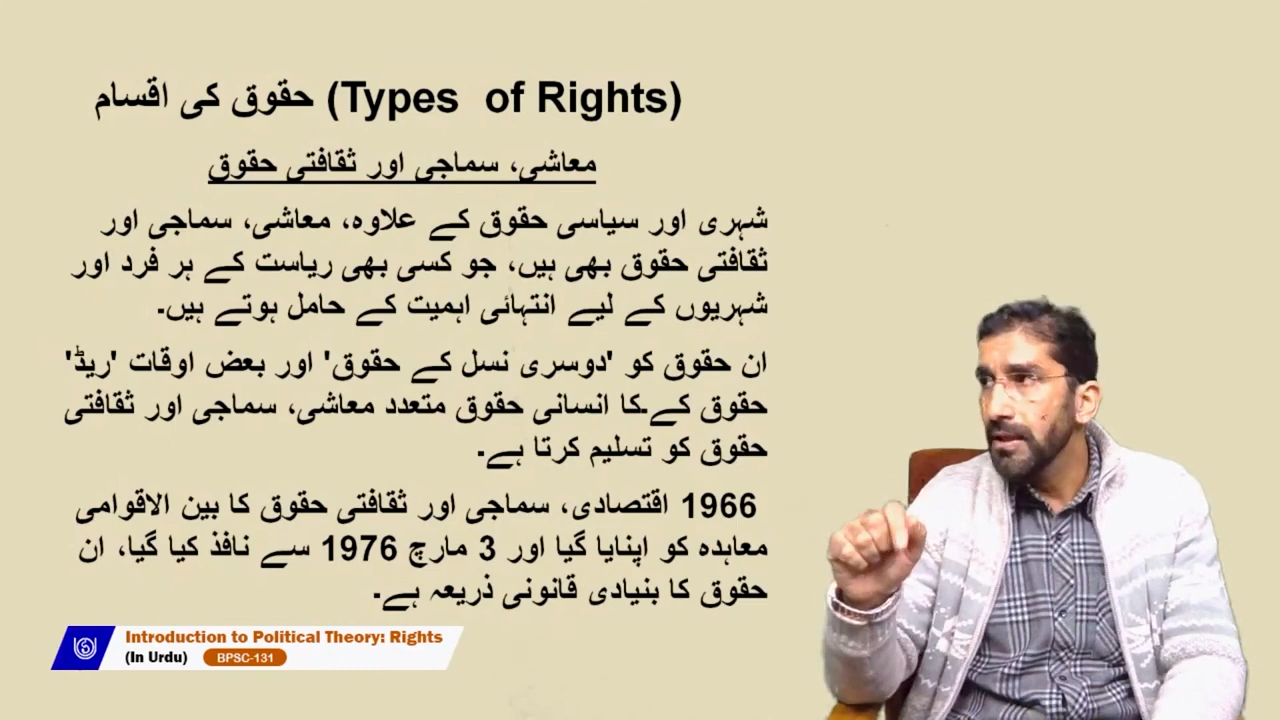 حقوق کی اقسام (Types of Rights)
معاشی، سماجی اور ثقافتی حقوق
شہری اور سیاسی حقوق کے علاوہ، معاشی، سماجی اور
ثقافتی حقوق بھی ہیں، جو کسی بھی ریاست کے ہر فرد اور
شہریوں کے لیے انتہائی اہمیت کے حامل ہوتے ہیں۔
ان حقوق کو 'دوسری نسل کے حقوق' اور بعض اوقات 'ریڈ'
حقوق کے۔کا انسانی حقوق متعدد معاشی، سماجی اور ثقافتی
حقوق کو تسلیم کرتا ہے۔
1966 اقتصادی، سماجی اور ثقافتی حقوق کا بین الاقوامی
معاہدہ کو اپنایا گیا اور 3 مارچ 1976 سے نافذ کیا گیا، ان
حقوق کا بنیادی قانونی ذریعہ ہے۔
Introduction to Political Theory: Rights
(In Urdu) BPSC-131